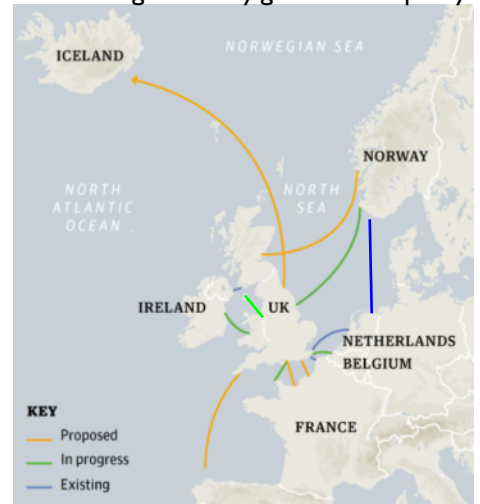 ICELAND
NORWEGIAN SEA
NORWAY
NORTH
ATLANTIC
OCEAN
NORTH
SEA
IRELAND
UK
NETHERLANDS
BELGIUM
FRANCE
KEY
Proposed
In progress
Existing